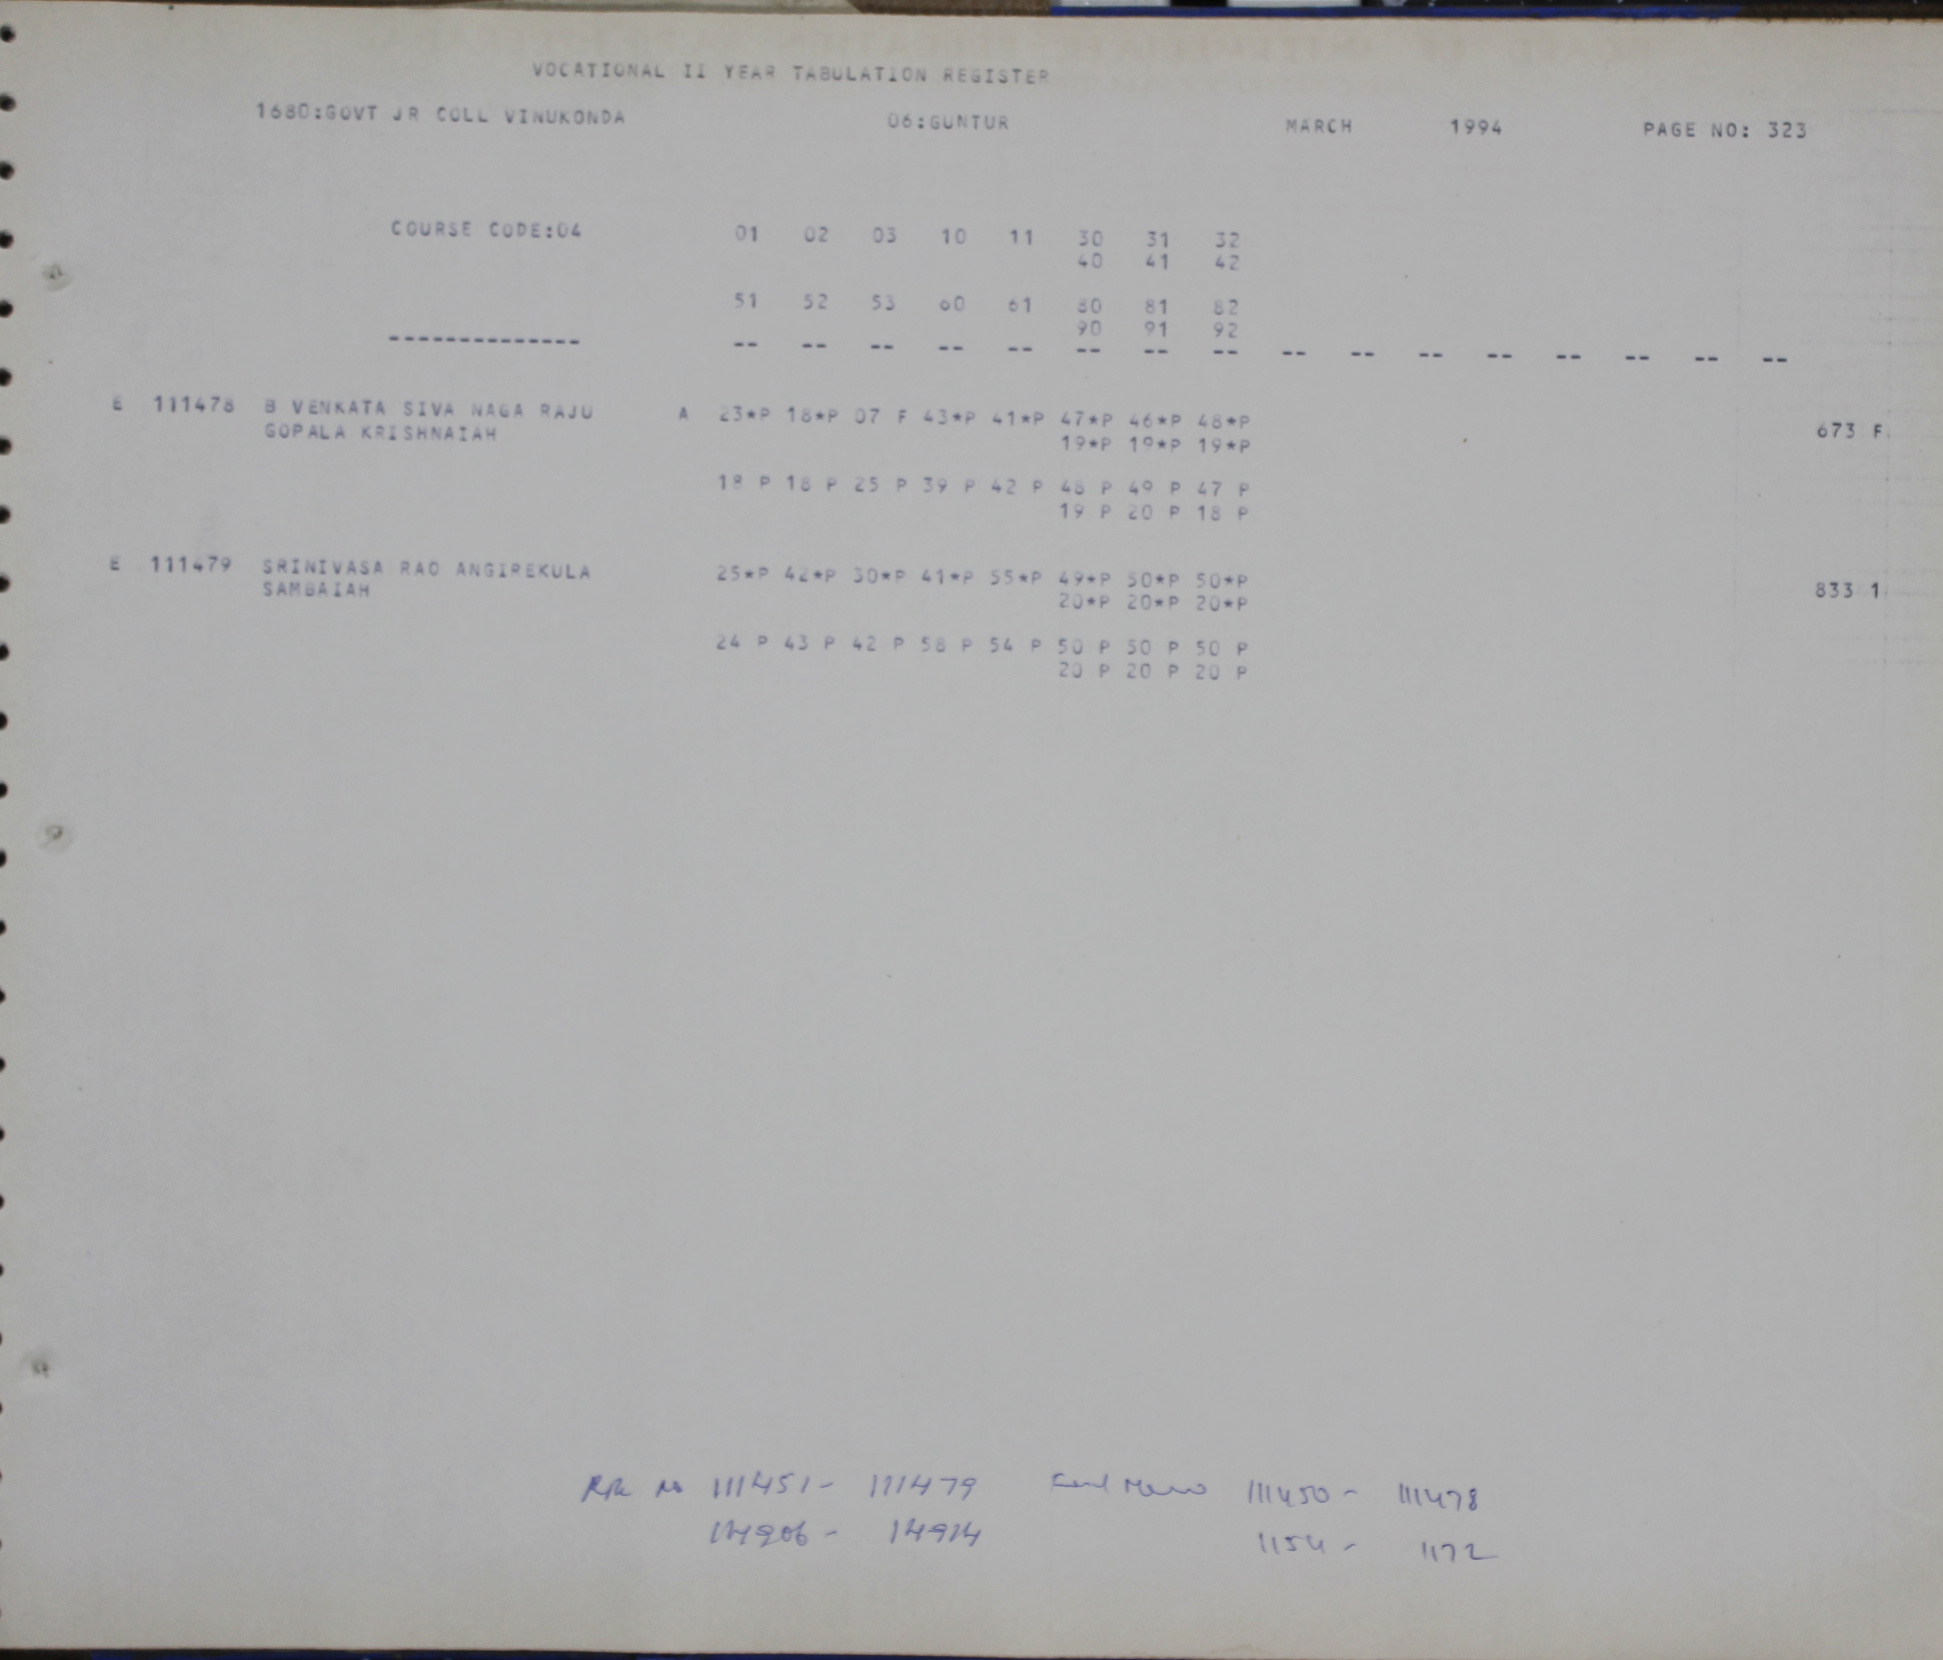 VOCATIONAL II YEAR TABULATION REGISTER
1680:GOVT JR COLL VINUKONDA 06:GUNTUR MARCH 1994 PAGE NO: 323
COURSE CODE:04 01 02 03 10 11 30 31 32
40 41 42
51 52 53 60 61 80 81 82
90 91 92
-------------- -- -- -- -- -- -- -- -- -- -- -- -- -- -- -- --
E 111478 B VENKATA SIVA NAGA RAJU A 23*P 18*P 07 F 43*P 41*P 47*P 46*P 48*P
GOPALA KRISHNAIAH 19*P 19*P 19*P 673 F
18 P 18 P 25 P 39 P 42 P 48 P 49 P 47 P
19 P 20 P 18 P
E 111479 SRINIVASA RAO ANGIREKULA 25*P 42*P 30*P 41*P 55*P 49*P 50*P 50*P
SAMBAIAH 20*P 20*P 20*P 833 1
24 P 43 P 42 P 58 P 54 P 50 P 50 P 50 P
20 P 20 P 20 P
111451- 111479 111450- 111478
1154- 1172